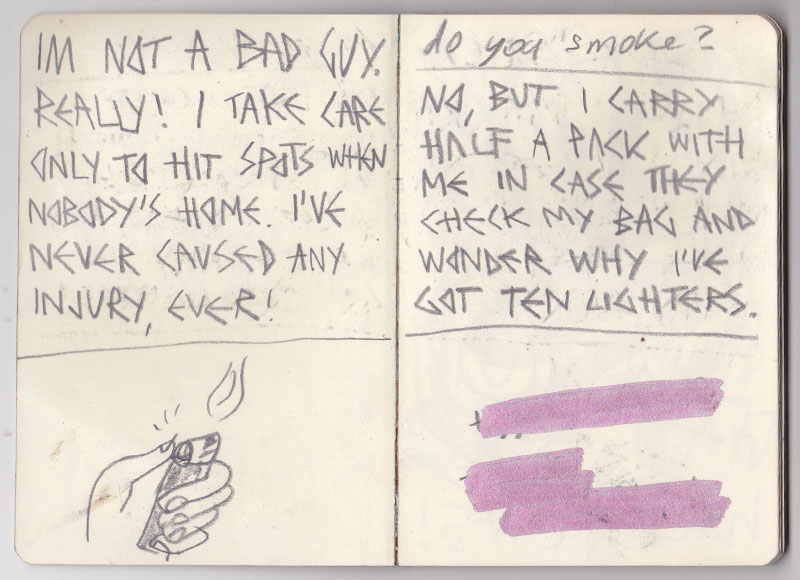 IM NOT A BAD GUY.
REALLY! I TAKE CARE
ONLY TO HIT SPOTS WHEN
NOBODY'S HOME. I'VE
NEVER CAUSED ANY
INJURY, EVER!
do you smoke?
NO, BUT I CARRY
HALF A PACK WITH
ME IN CASE THEY
CHECK MY BAG AND
WONDER WHY I'VE
GOT TEN LIGHTERS.